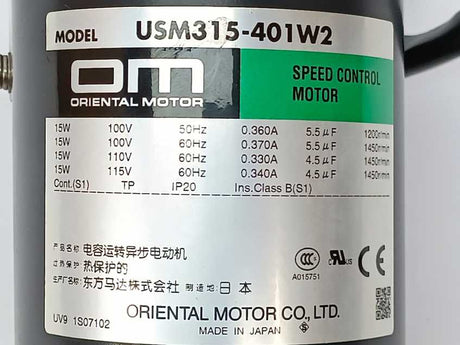 MODEL USM315-401W2
OM
ORIENTAL MOTOR
SPEED CONTROL
MOTOR
15W 100V 50Hz 0.360A 5.5μF 1200r/min
15W 100V 60Hz 0.370A 5.5μF 1450r/min
15W 110V 60Hz 0.330A 4.5μF 1450r/min
15W 115V 60Hz 0.340A 4.5μF 1450r/min
Cont.(S1) TP IP20 Ins.Class B(S1)
产品名称: 电容运转异步电动机
过热保护: 热保护的
生产厂名称: 东方马达株式会社 制造地: 日本
CCC
A015751
c RU US
CE
ORIENTAL MOTOR CO., LTD.
UV9 1S07102
MADE IN JAPAN S